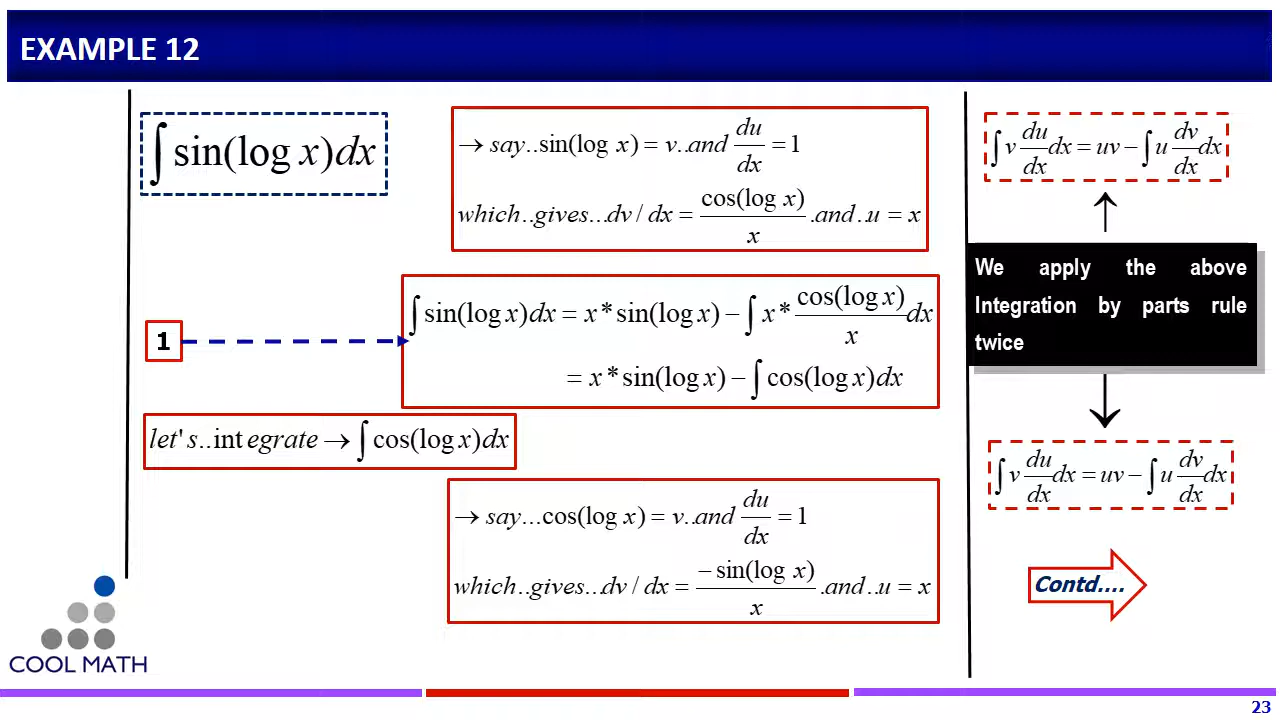 EXAMPLE 12
∫ sin(log x)dx
→ say..sin(log x) = v..and du/dx = 1
which..gives...dv / dx = cos(log x)/x .and..u = x
∫ v du/dx dx = uv − ∫ u dv/dx dx
We apply the above
Integration by parts rule
twice
1
∫ sin(log x)dx = x * sin(log x) − ∫ x * cos(log x)/x dx
= x * sin(log x) − ∫ cos(log x)dx
let's..int egrate → ∫ cos(log x)dx
→ say...cos(log x) = v..and du/dx = 1
which..gives...dv / dx = − sin(log x)/x .and..u = x
∫ v du/dx dx = uv − ∫ u dv/dx dx
Contd....
COOL MATH
23